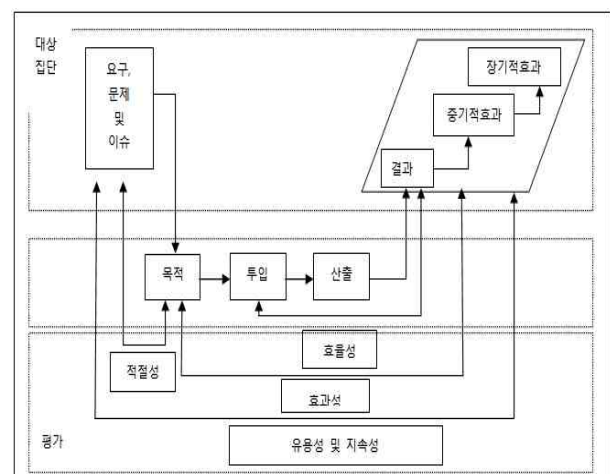 대상
집단
요구,
문제
및
이슈
장기적효과
중기적효과
결과
목적
투입
산출
효율성
적절성
효과성
평가
유용성 및 지속성